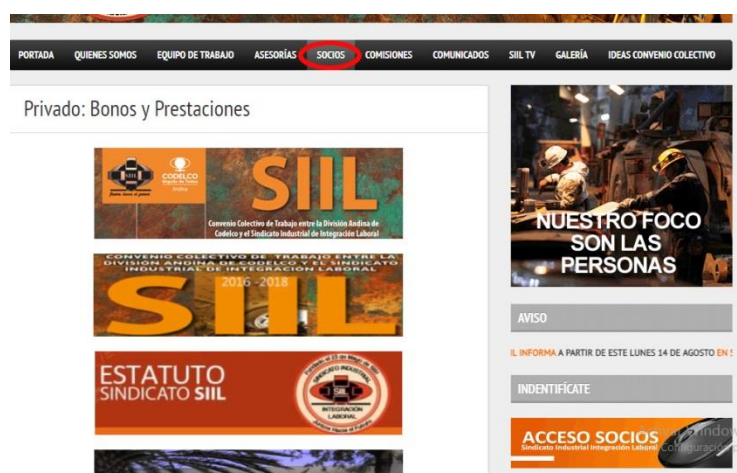 PORTADA QUIENES SOMOS EQUIPO DE TRABAJO ASESORÍAS SOCIOS COMISIONES COMUNICADOS SIIL TV GALERÍA IDEAS CONVENIO COLECTIVO
Privado: Bonos y Prestaciones
SIIL
CODELCO
Andina
SIIL
Convenio Colectivo de Trabajo entre la División Andina de
Codelco y el Sindicato Industrial de Integración Laboral
CONVENIO COLECTIVO DE TRABAJO ENTRE LA
DIVISIÓN ANDINA DE CODELCO Y EL SINDICATO
INDUSTRIAL DE INTEGRACIÓN LABORAL
2016 -2018
SIIL
ESTATUTO
SINDICATO SIIL
SINDICATO INDUSTRIAL
SIIL
INTEGRACIÓN
LABORAL
NUESTRO FOCO
SON LAS
PERSONAS
AVISO
IL INFORMA A PARTIR DE ESTE LUNES 14 DE AGOSTO EN S
INDENTIFÍCATE
ACCESO SOCIOS
Sindicato Industrial Integración Laboral